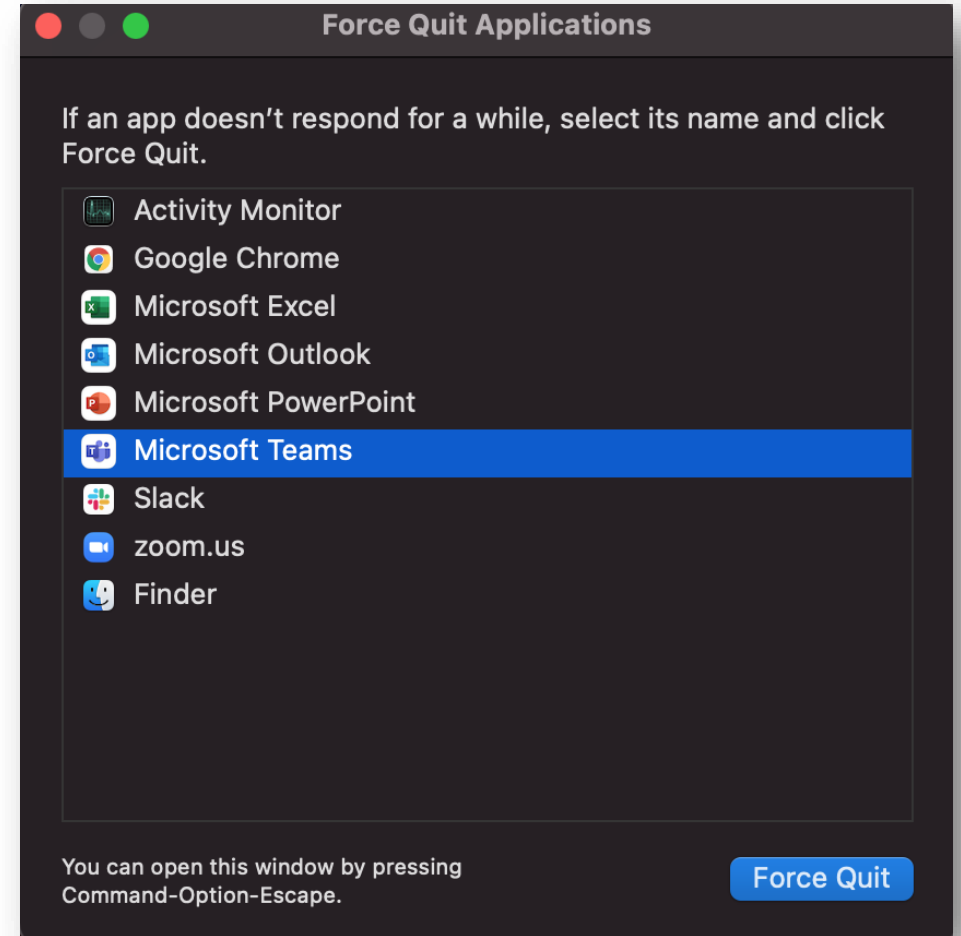 Force Quit Applications
If an app doesn’t respond for a while, select its name and click
Force Quit.
Activity Monitor
Google Chrome
Microsoft Excel
Microsoft Outlook
Microsoft PowerPoint
Microsoft Teams
Slack
zoom.us
Finder
You can open this window by pressing
Command-Option-Escape.
Force Quit